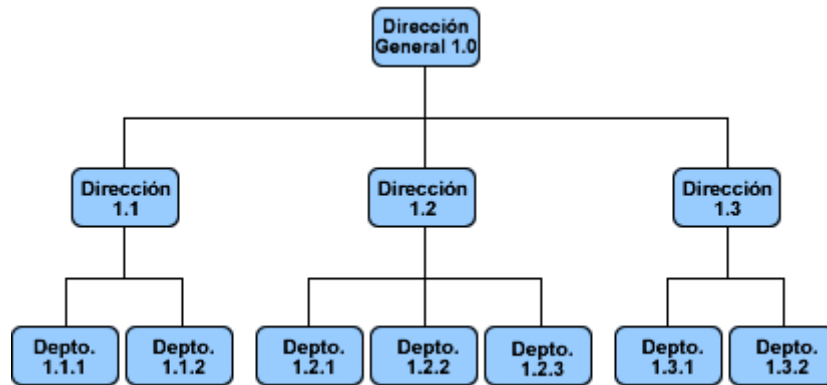 Dirección
General 1.0
Dirección
1.1
Dirección
1.2
Dirección
1.3
Depto.
1.1.1
Depto.
1.1.2
Depto.
1.2.1
Depto.
1.2.2
Depto.
1.2.3
Depto.
1.3.1
Depto.
1.3.2